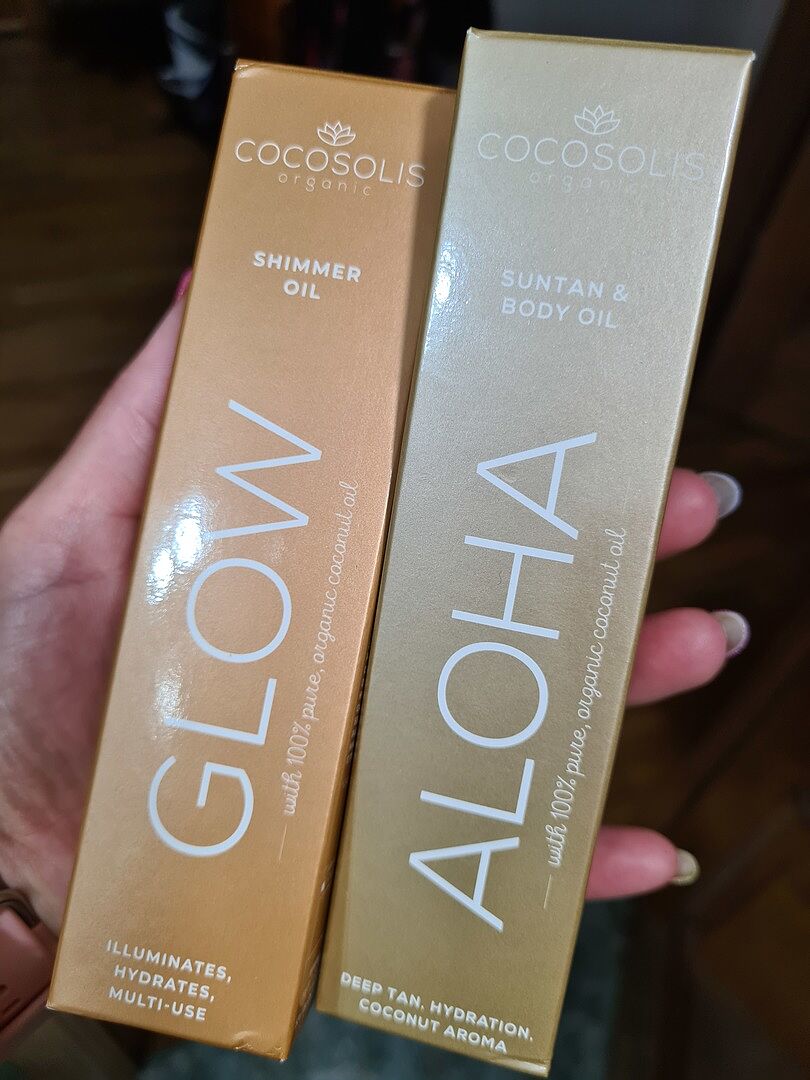 COCOSOLIS
organic
SHIMMER
OIL
GLOW
with 100% pure, organic coconut oil
ILLUMINATES,
HYDRATES,
MULTI-USE
COCOSOLIS
organic
SUNTAN &
BODY OIL
ALOHA
with 100% pure, organic coconut oil
DEEP TAN, HYDRATION,
COCONUT AROMA